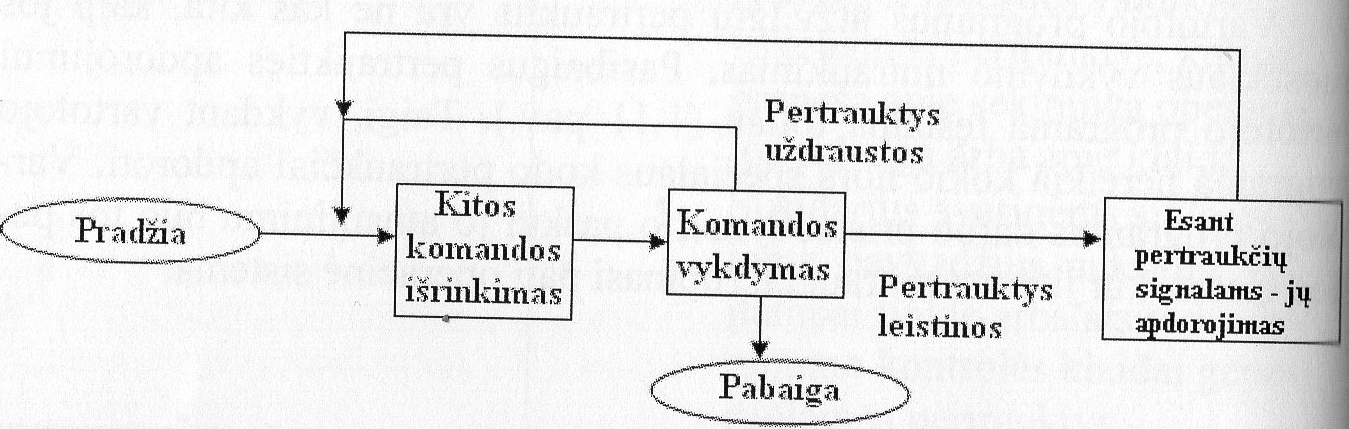 Pertrauktys
uždraustos
Pradžia
Kitos
komandos
išrinkimas
Komandos
vykdymas
Pertrauktys
leistinos
Esant
pertraukčių
signalams - jų
apdorojimas
Pabaiga